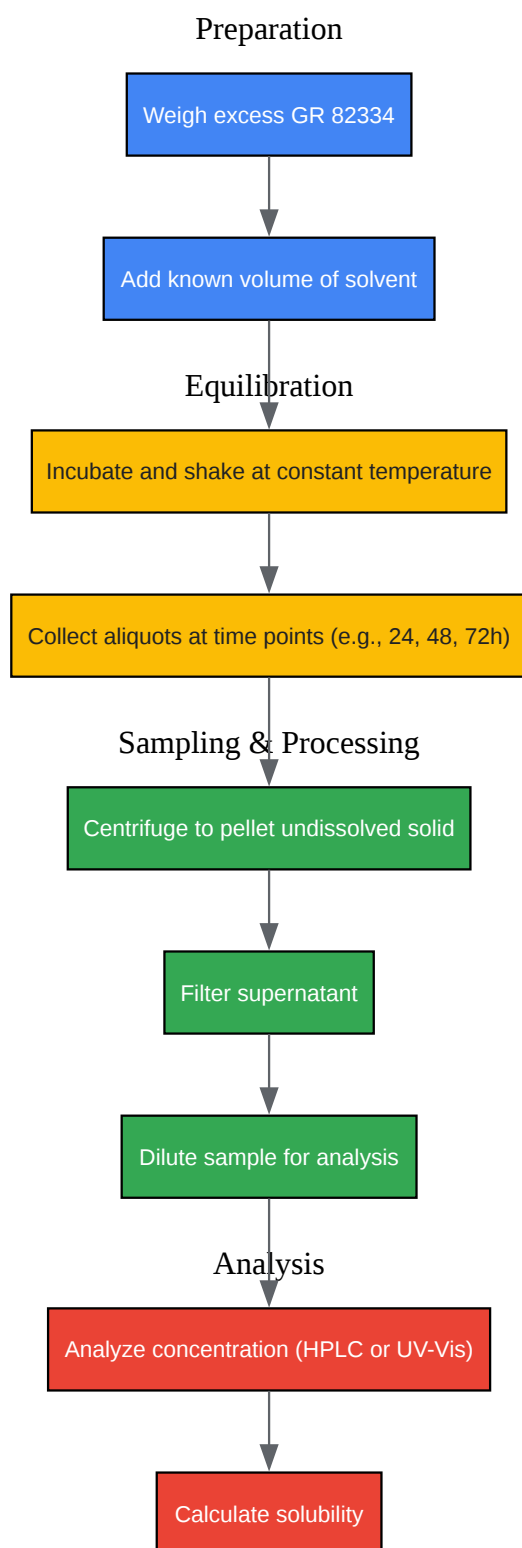 Preparation
Weigh excess GR 82334
Add known volume of solvent
Equilibration
Incubate and shake at constant temperature
Collect aliquots at time points (e.g., 24, 48, 72h)
Sampling & Processing
Centrifuge to pellet undissolved solid
Filter supernatant
Dilute sample for analysis
Analysis
Analyze concentration (HPLC or UV-Vis)
Calculate solubility